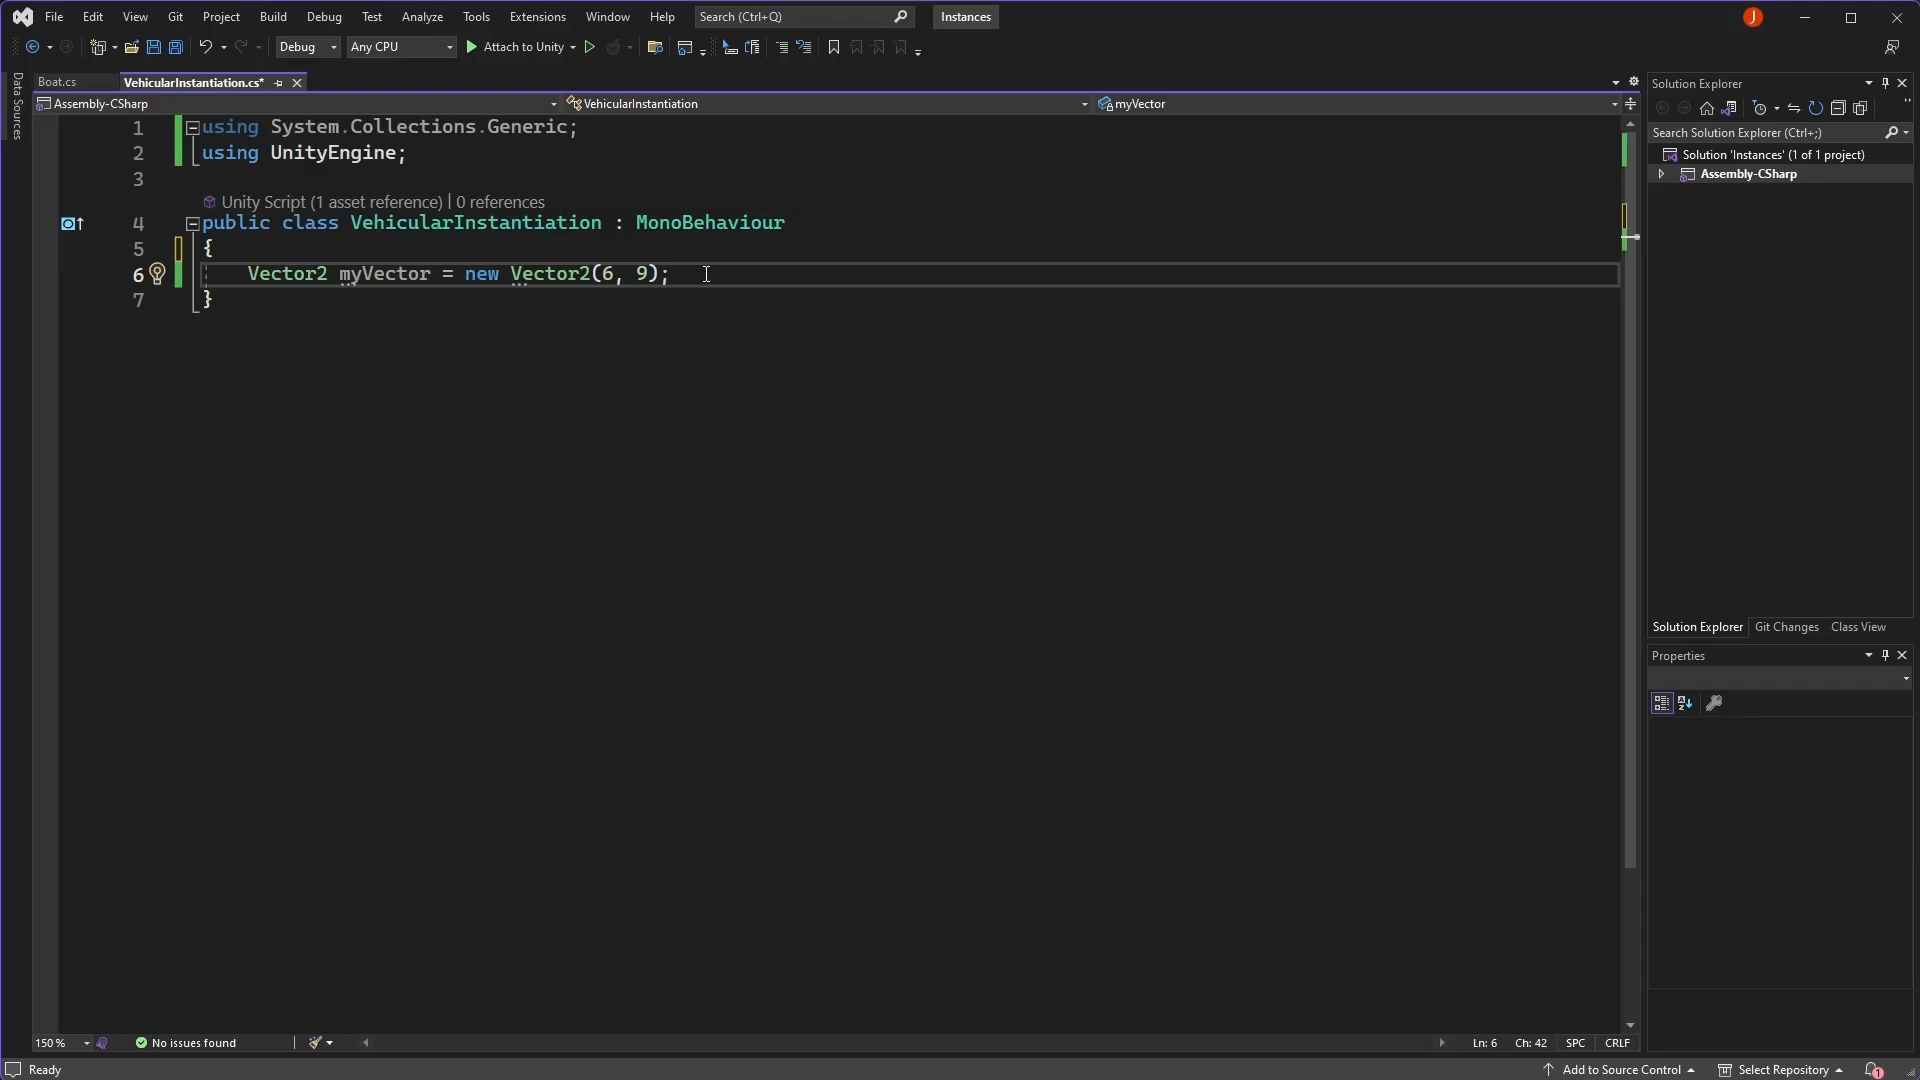 File Edit View Git Project Build Debug Test Analyze Tools Extensions Window Help Search (Ctrl+Q) Instances J
Debug Any CPU Attach to Unity
Data Sources
Boat.cs VehicularInstantiation.cs*
Assembly-CSharp VehicularInstantiation myVector
1 using System.Collections.Generic;
2 using UnityEngine;
3
Unity Script (1 asset reference) | 0 references
4 public class VehicularInstantiation : MonoBehaviour
5 {
6 Vector2 myVector = new Vector2(6, 9);
7 }
Solution Explorer
Search Solution Explorer (Ctrl+;)
Solution 'Instances' (1 of 1 project)
Assembly-CSharp
Solution Explorer Git Changes Class View
Properties
150 % No issues found Ln: 6 Ch: 42 SPC CRLF
Ready Add to Source Control Select Repository 1